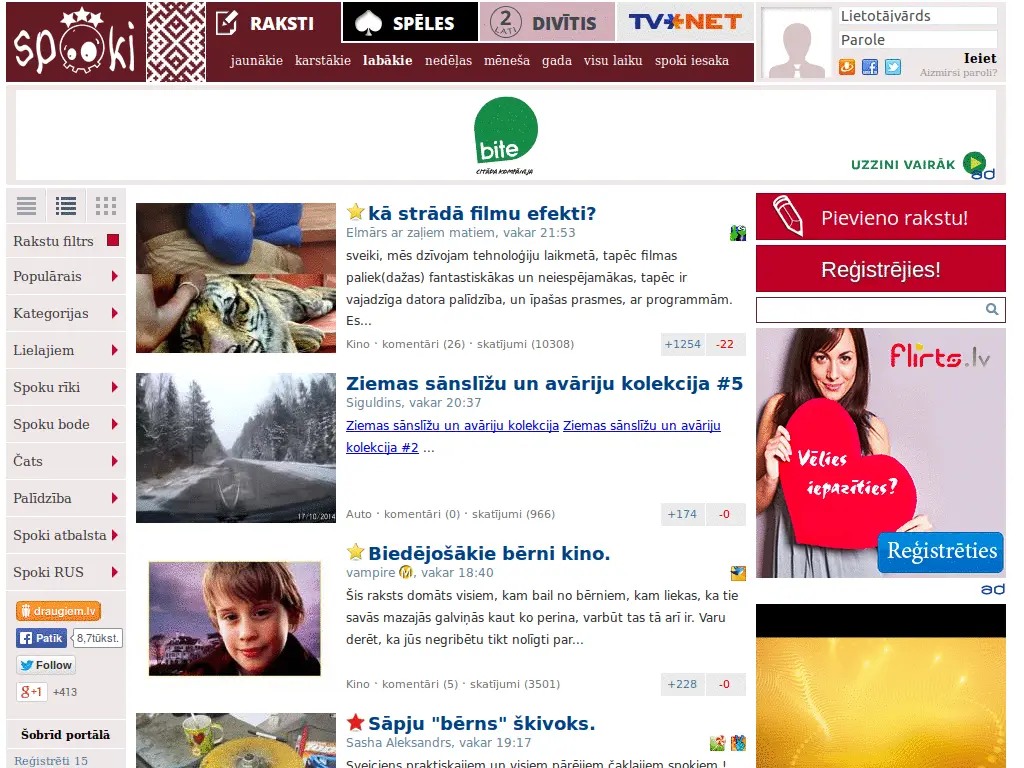 spoki
RAKSTI
SPĒLES
2 LATI
DIVĪTIS
TVNET
jaunākie karstākie labākie nedēļas mēneša gada visu laiku spoki iesaka
Lietotājvārds
Parole
Ieiet
Aizmirsi paroli?
bite
CITĀDA KOMPĀNIJA
UZZINI VAIRĀK
ad
Rakstu filtrs
Populārais
Kategorijas
Lielajiem
Spoku rīki
Spoku bode
Čats
Palīdzība
Spoki atbalsta
Spoki RUS
draugiem.lv
Patīk 8,7tūkst.
Follow
g+1 +413
Šobrīd portālā
Reģistrēti 15
kā strādā filmu efekti?
Elmārs ar zaļiem matiem, vakar 21:53
sveiki, mēs dzīvojam tehnoloģiju laikmetā, tapēc filmas
paliek(dažas) fantastiskākas un neiespējamākas, tapēc ir
vajadzīga datora palīdzība, un īpašas prasmes, ar programmām.
Es...
Kino · komentāri (26) · skatījumi (10308)
+1254 -22
Ziemas sānslīžu un avāriju kolekcija #5
Siguldins, vakar 20:37
Ziemas sānslīžu un avāriju kolekcija Ziemas sānslīžu un avāriju
kolekcija #2 ...
17/10/2014
Auto · komentāri (0) · skatījumi (966)
+174 -0
Biedējošākie bērni kino.
vampire, vakar 18:40
Šis raksts domāts visiem, kam bail no bērniem, kam liekas, ka tie
savās mazajās galviņās kaut ko perina, varbūt tas tā arī ir. Varu
derēt, ka jūs negribētu tikt nolīgti par...
Kino · komentāri (5) · skatījumi (3501)
+228 -0
Sāpju "bērns" škivoks.
Sasha Aleksandrs, vakar 19:17
Sveiciens praktiskajiem un visiem pārējiem čaklajiem spokiem !
Pievieno rakstu!
Reģistrējies!
flirts.lv
Vēlies
iepazīties?
Reģistrēties
ad